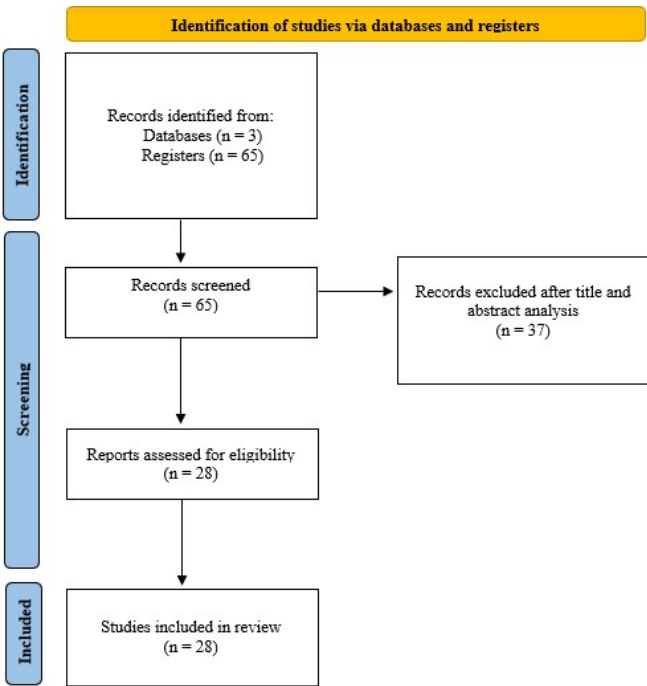 Identification of studies via databases and registers
Identification
Records identified from:
Databases (n = 3)
Registers (n = 65)
Screening
Records screened
(n = 65)
Records excluded after title and
abstract analysis
(n = 37)
Reports assessed for eligibility
(n = 28)
Included
Studies included in review
(n = 28)